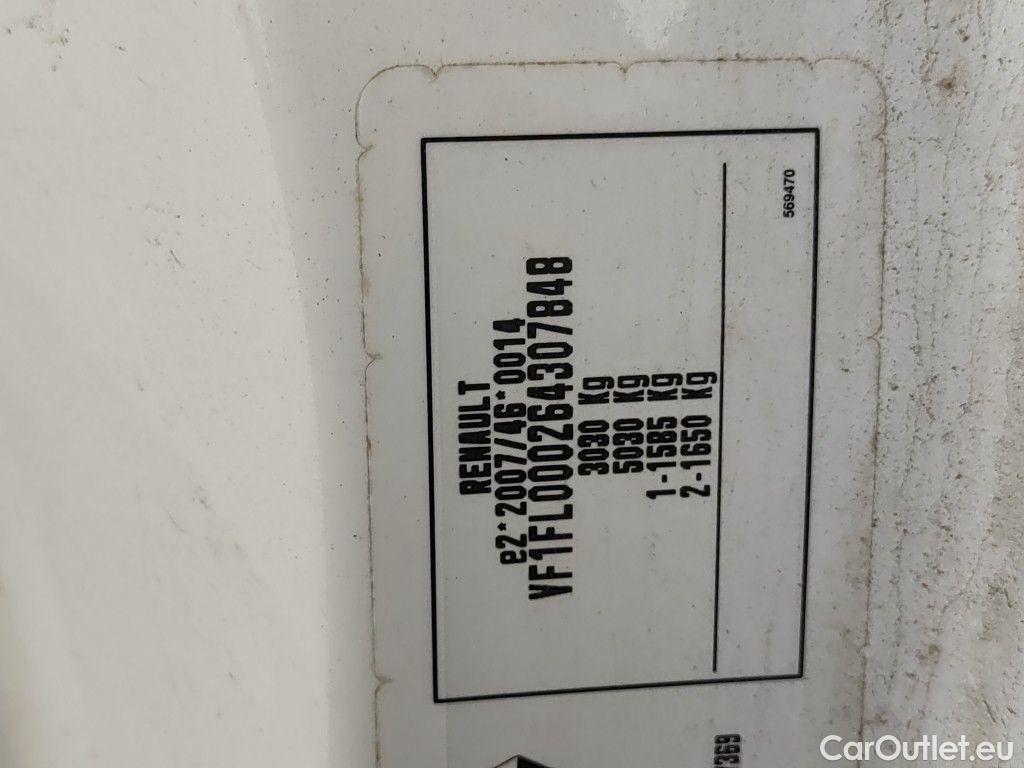 RENAULT
e2*2007/46*0014
VF1FL000264307848
3030 Kg
5030 Kg
1-1585 Kg
2-1650 Kg
569470
369
CarOutlet.eu